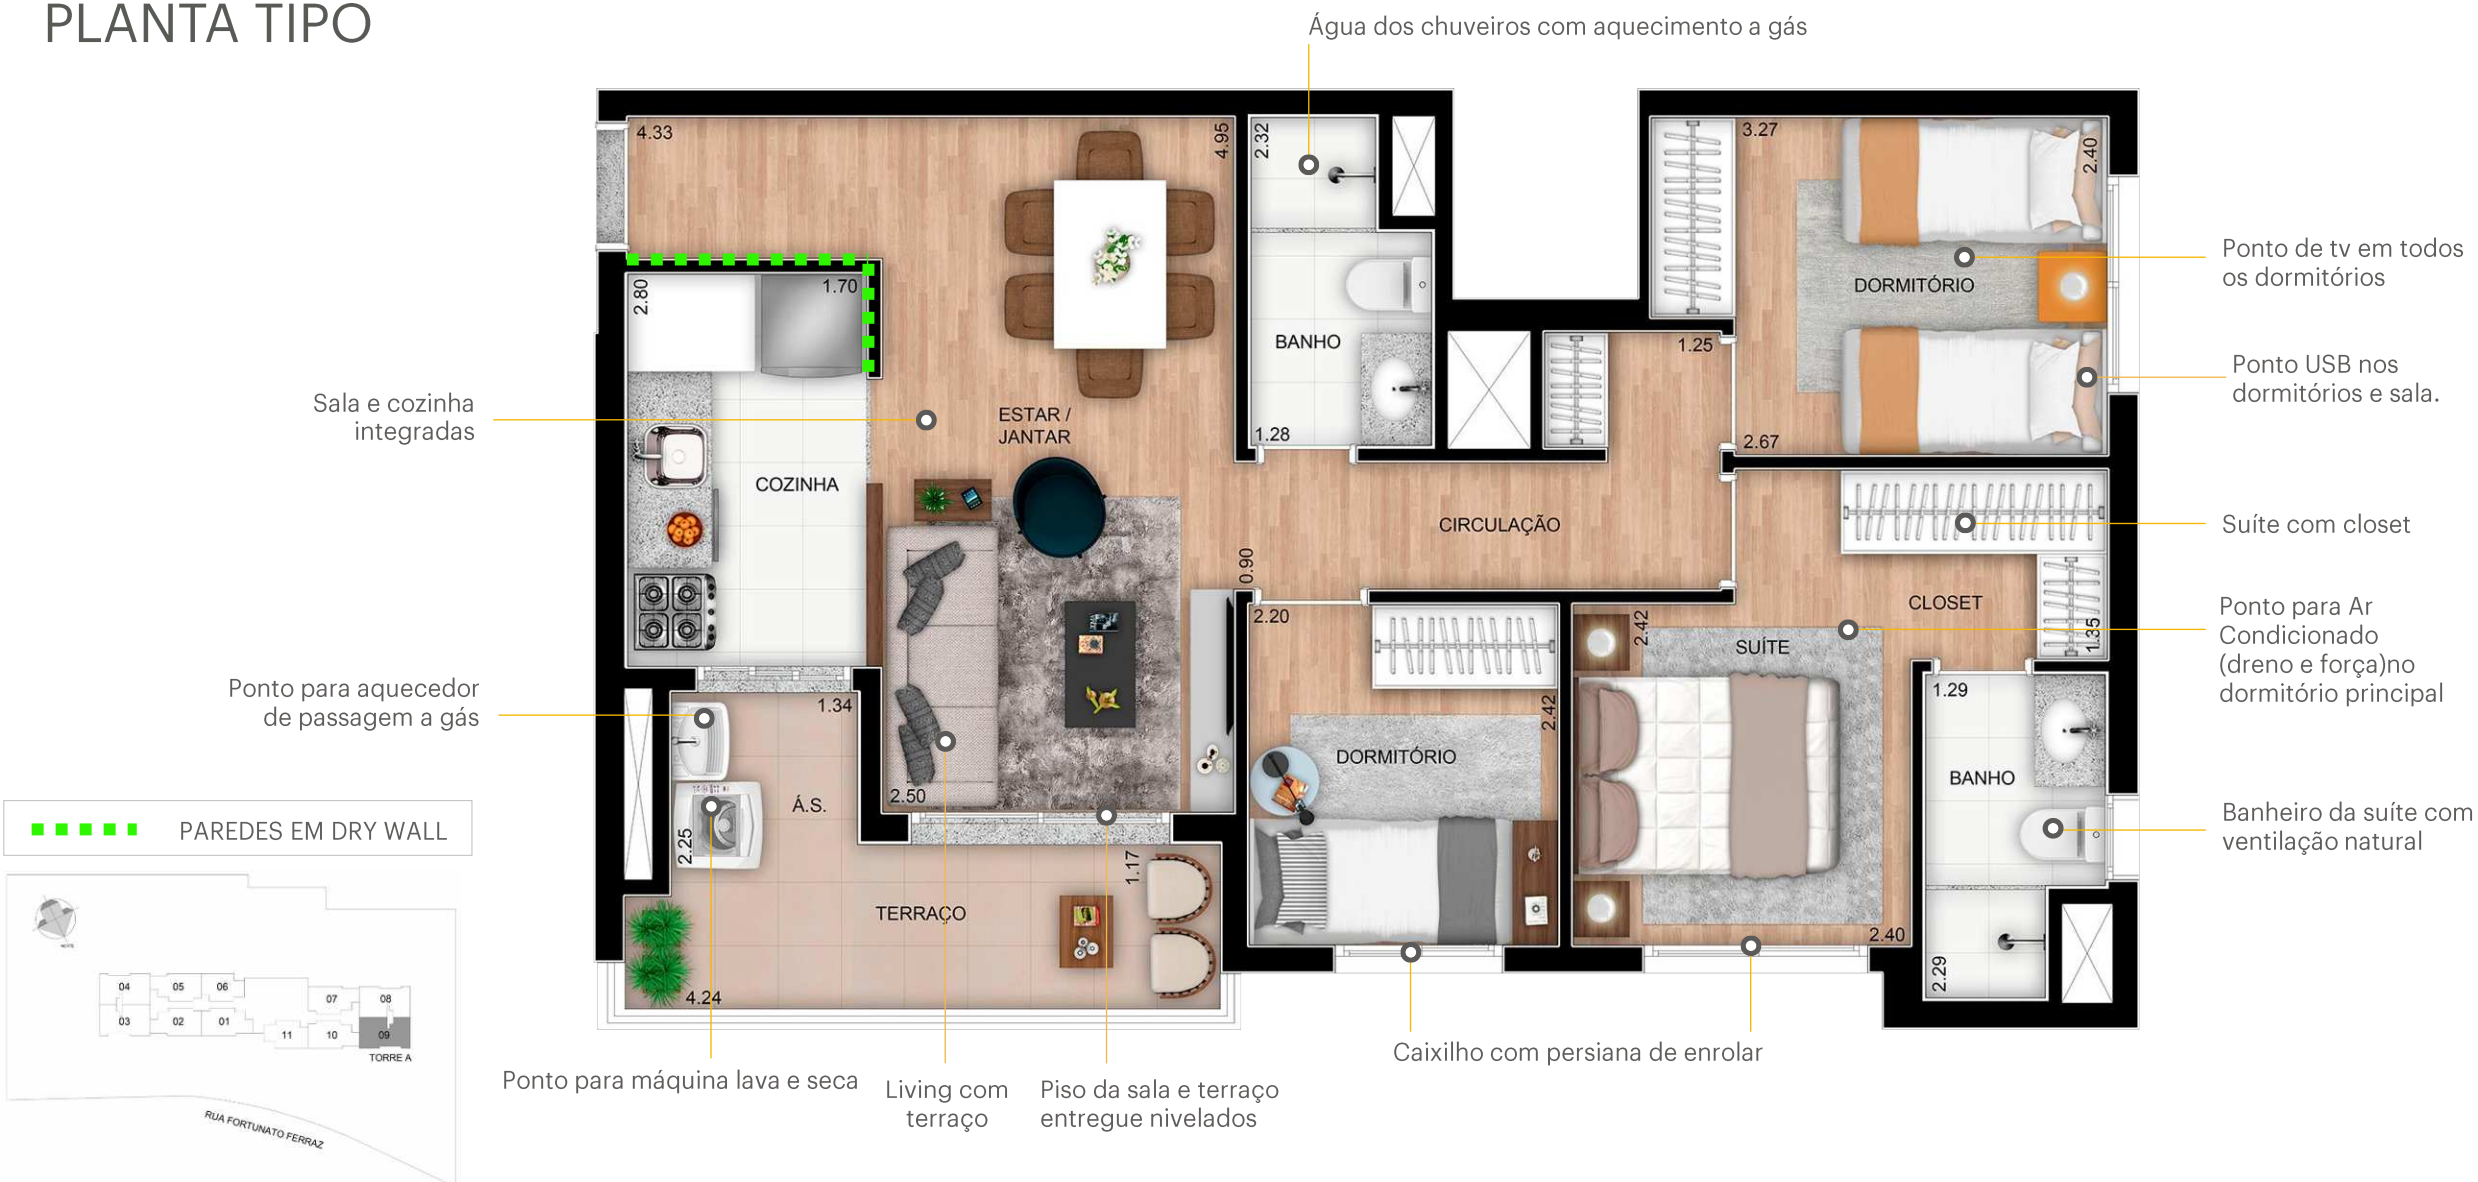 PLANTA TIPO
Água dos chuveiros com aquecimento a gás
4.33
4.95
2.32
3.27
2.40
Ponto de tv em todos
os dormitórios
DORMITÓRIO
2.80
1.70
BANHO
1.25
Ponto USB nos
dormitórios e sala.
Sala e cozinha
integradas
ESTAR /
JANTAR
1.28
2.67
COZINHA
CIRCULAÇÃO
Suíte com closet
0.90
2.20
2.42
CLOSET
1.35
SUÍTE
Ponto para Ar
Condicionado
(dreno e força)no
dormitório principal
Ponto para aquecedor
de passagem a gás
1.34
2.42
1.29
DORMITÓRIO
BANHO
2.50
Á.S.
2.25
1.17
Banheiro da suíte com
ventilação natural
PAREDES EM DRY WALL
TERRAÇO
2.40
4.24
2.29
04
05
06
07
08
03
02
01
11
10
09
TORRE A
RUA FORTUNATO FERRAZ
Ponto para máquina lava e seca
Living com
terraço
Piso da sala e terraço
entregue nivelados
Caixilho com persiana de enrolar